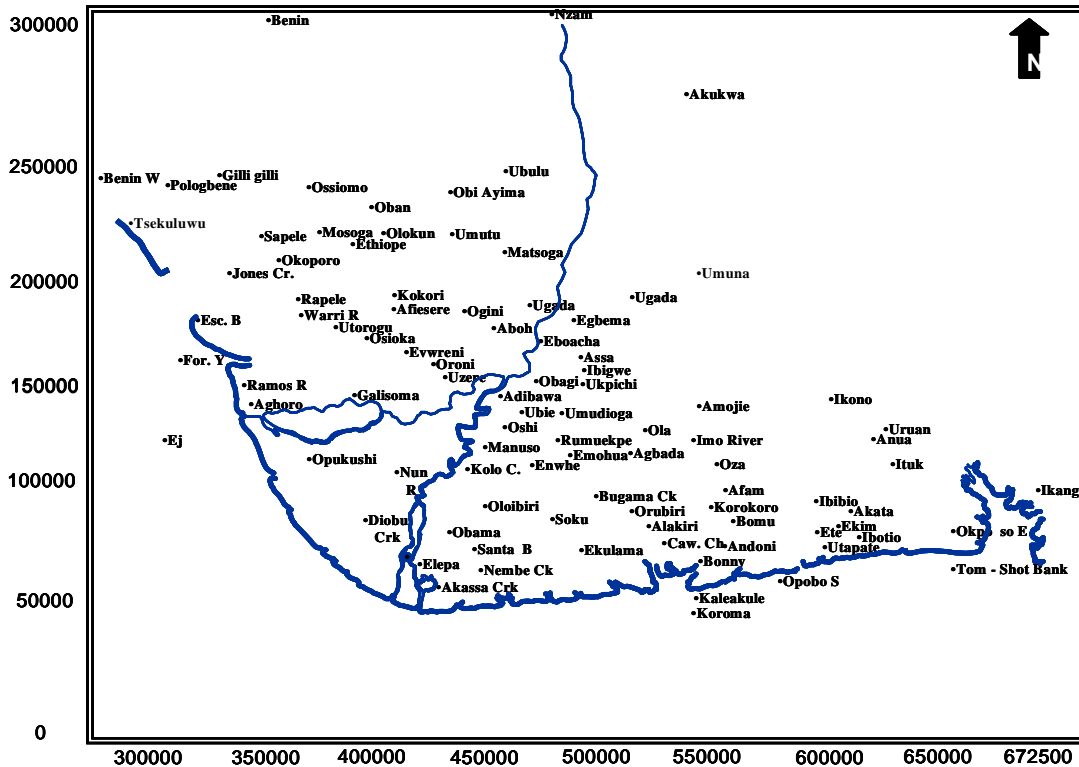 300000
Benin
Nzam
N
Akukwa
250000
Benin W
Pologbene
Gilli gilli
Ossiomo
Ubulu
Obi Ayima
Oban
Tsekuluwu
Sapele
Mosoga
Olokun
Ethiope
Umutu
Matsoga
Okoporo
200000
Jones Cr.
Umuna
Rapele
Kokori
Afiesere
Ogini
Ugada
Ugada
Esc. B
Warri R
Utorogu
Aboh
Egbema
Osioka
Eboacha
For. Y
Evwreni
Oroni
Assa
Ibigwe
150000
Ramos R
Uzere
Obagi
Ukpichi
Aghoro
Galisoma
Adibawa
Amojie
Ikono
Ubie
Umudioga
Oshi
Ola
Uruan
Ej
Manuso
Rumuekpe
Imo River
Anua
Opukushi
Emohua
Agbada
Kolo C.
Enwhe
Oza
Ituk
100000
Nun
R
Afam
Ikang
Bugama Ck
Ibibio
Oloibiri
Orubiri
Korokoro
Akata
Diobu
Crk
Soku
Alakiri
Bomu
Ekim
Obama
Ete
Ibotio
Okpo so E
Santa B
Ekulama
Caw. Ch
Andoni
Utapate
Elepa
Nembe Ck
Bonny
Tom - Shot Bank
Akassa Crk
Opobo S
50000
Kaleakule
Koroma
0
300000 350000 400000 450000 500000 550000 600000 650000 672500